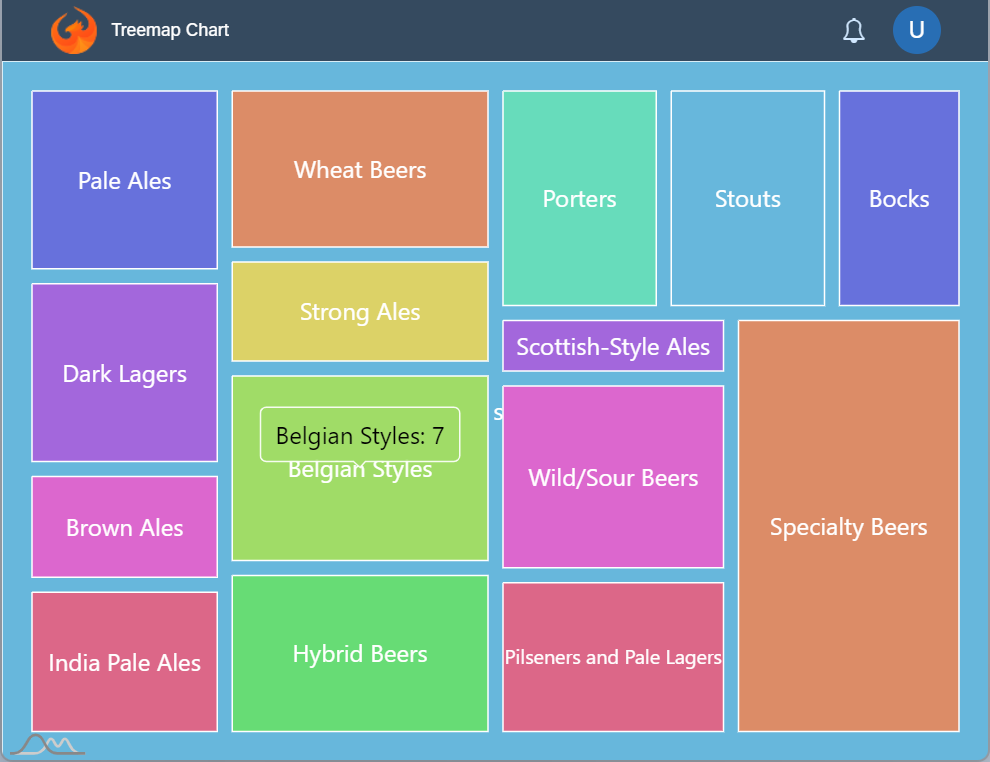 Treemap Chart
U
Pale Ales
Wheat Beers
Porters
Stouts
Bocks
Strong Ales
Scottish-Style Ales
Dark Lagers
s
Belgian Styles: 7
Belgian Styles
Wild/Sour Beers
Brown Ales
Specialty Beers
Hybrid Beers
India Pale Ales
Pilseners and Pale Lagers